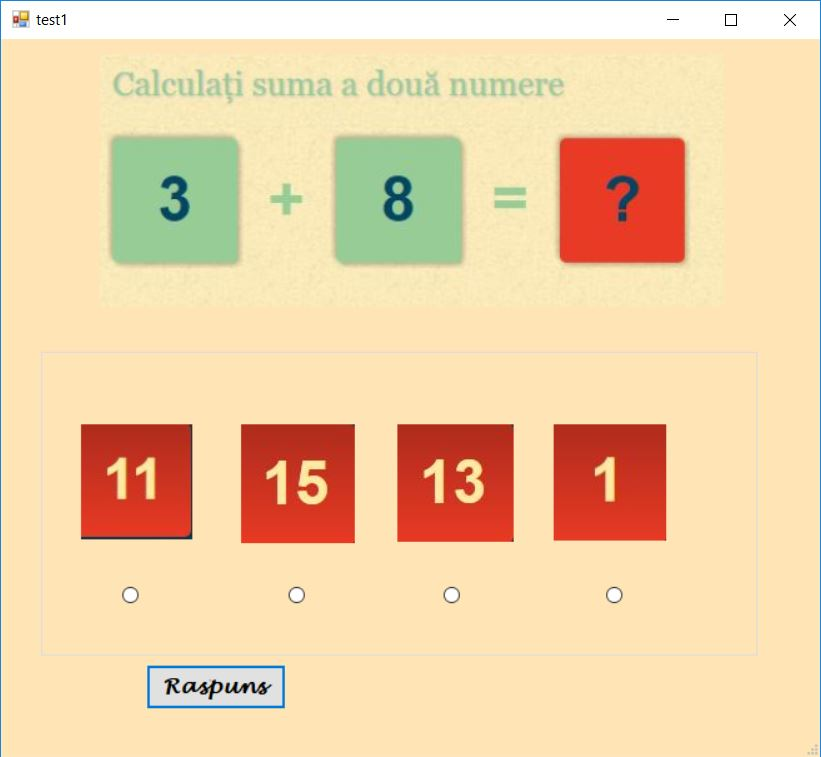 test1
Calculați suma a două numere
3 + 8 = ?
11 15 13 1
Raspuns